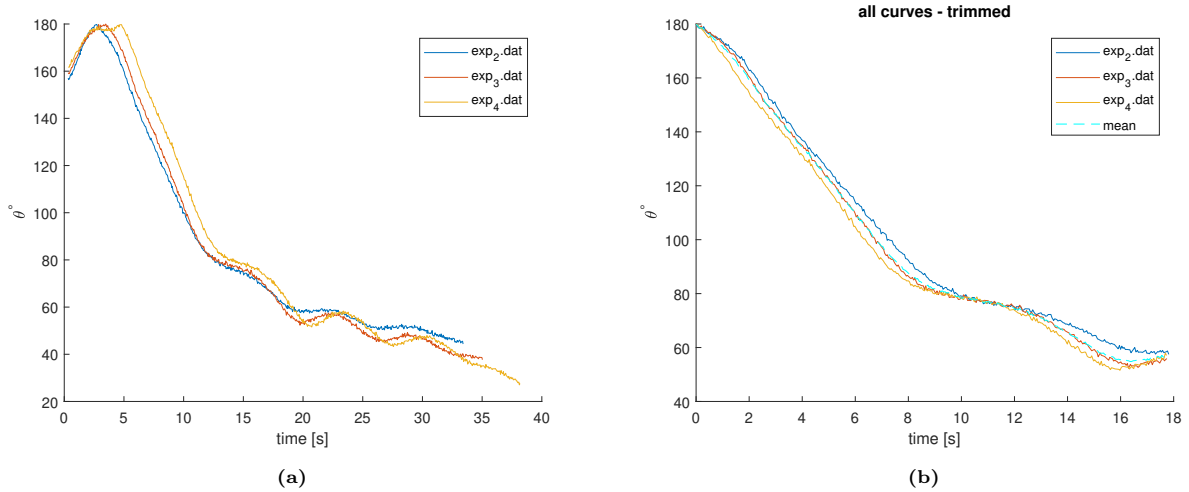 180
160
140
120
100
80
60
40
20
θ°
0
5
10
15
20
25
30
35
40
time [s]
exp₂.dat
exp₃.dat
exp₄.dat
(a)
all curves - trimmed
180
160
140
120
100
80
60
40
θ°
0
2
4
6
8
10
12
14
16
18
time [s]
exp₂.dat
exp₃.dat
exp₄.dat
mean
(b)